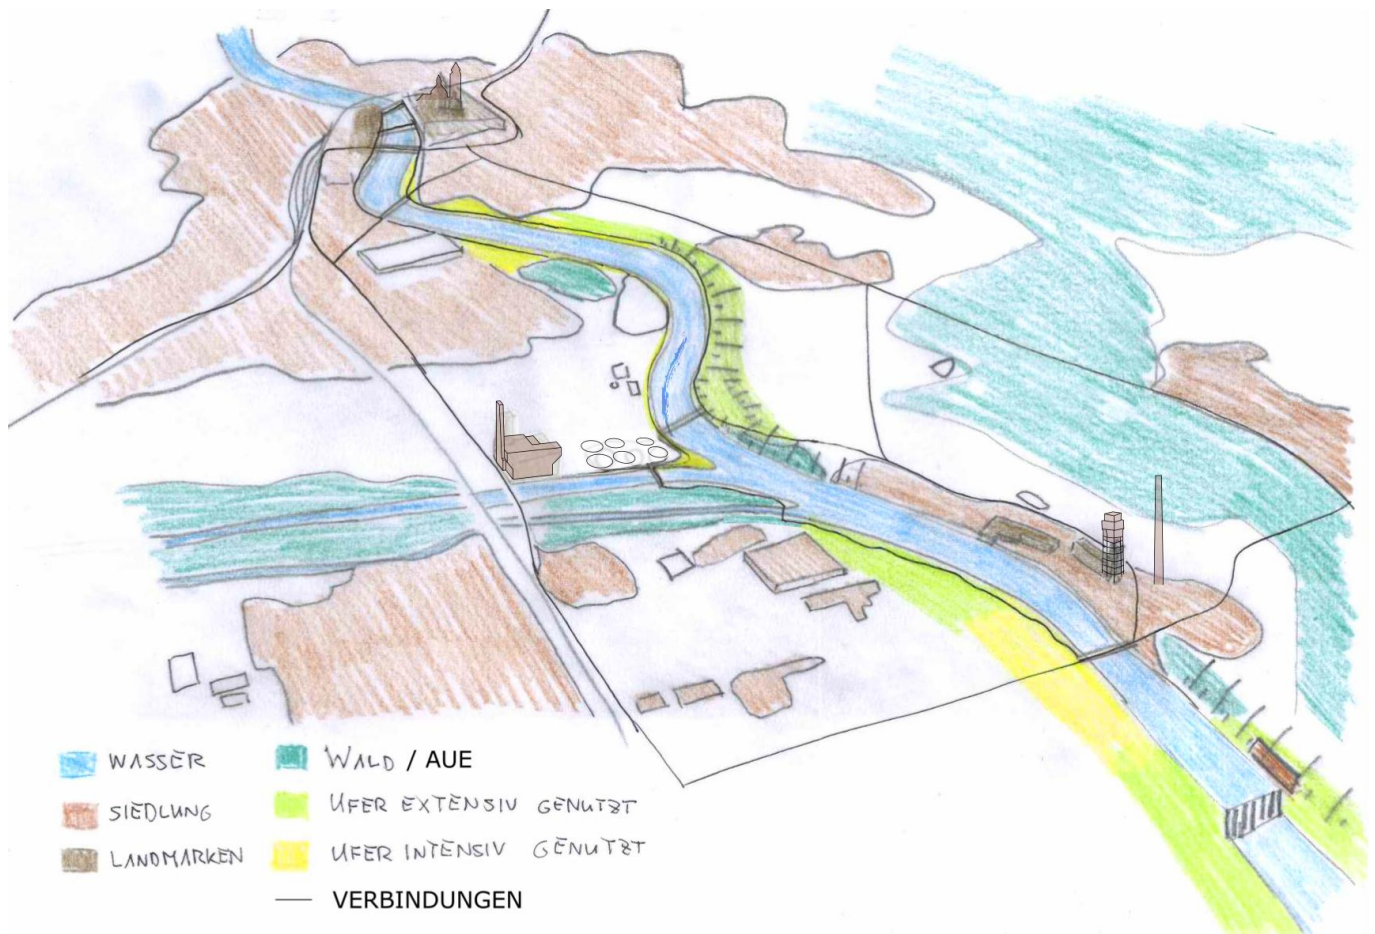 WASSER
SIEDLUNG
LANDMARKEN
WALD / AUE
UFER EXTENSIV GENUTZT
UFER INTENSIV GENUTZT
VERBINDUNGEN